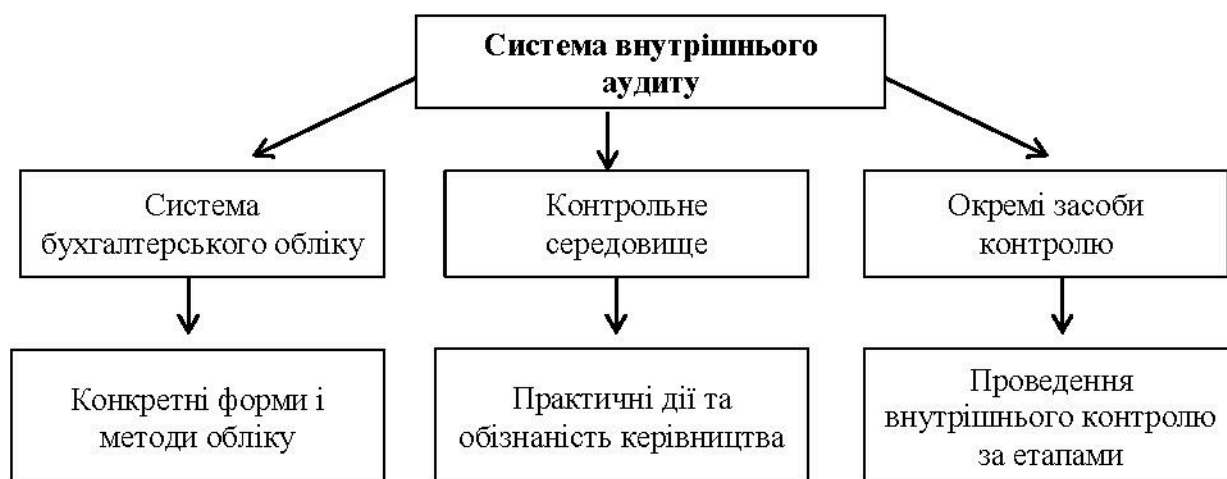 Система внутрішнього
аудиту
Система
бухгалтерського обліку
Контрольне
середовище
Окремі засоби
контролю
Конкретні форми і
методи обліку
Практичні дії та
обізнаність керівництва
Проведення
внутрішнього контролю
за етапами